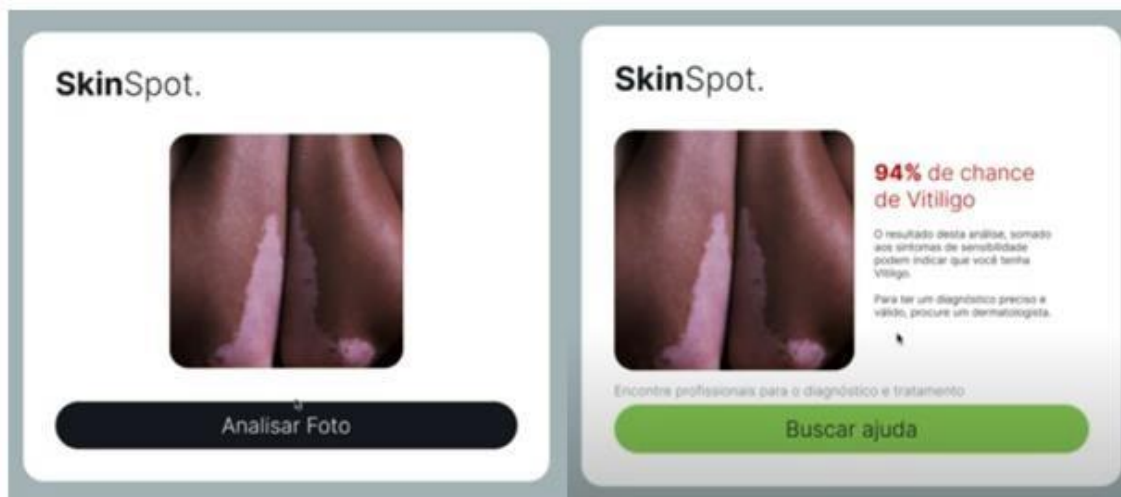 SkinSpot.
Analisar Foto
SkinSpot.
94% de chance
de Vitiligo
O resultado desta análise, somado
aos sintomas de sensibilidade
podem indicar que você tenha
Vitiligo.
Para ter um diagnóstico preciso e
válido, procure um dermatologista.
Encontre profissionais para o diagnóstico e tratamento
Buscar ajuda